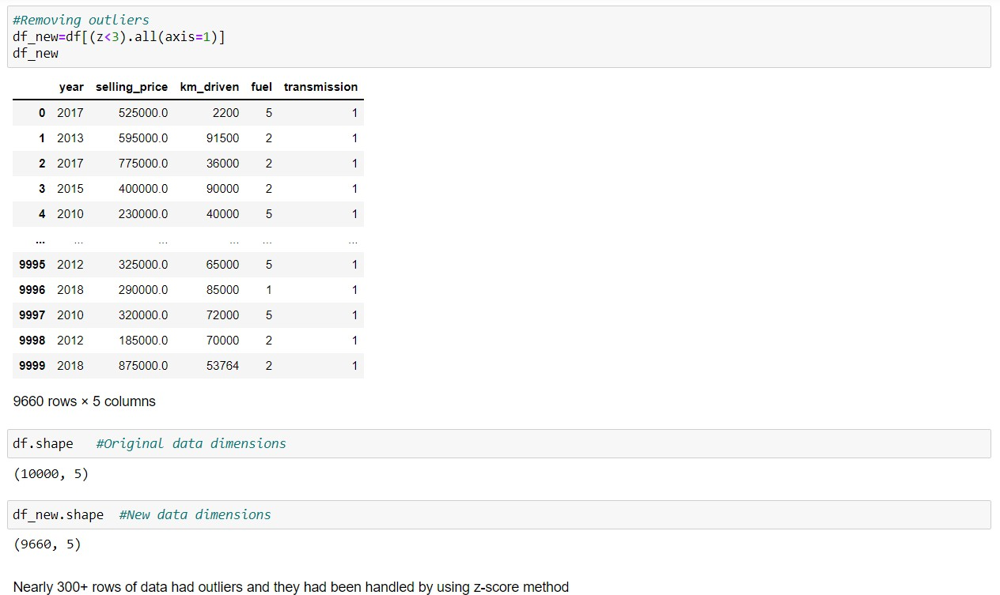 #Removing outliers
df_new=df[(z<3).all(axis=1)]
df_new
year selling_price km_driven fuel transmission
0 2017 525000.0 2200 5 1
1 2013 595000.0 91500 2 1
2 2017 775000.0 36000 2 1
3 2015 400000.0 90000 2 1
4 2010 230000.0 40000 5 1
... ... ... ... ... ...
9995 2012 325000.0 65000 5 1
9996 2018 290000.0 85000 1 1
9997 2010 320000.0 72000 5 1
9998 2012 185000.0 70000 2 1
9999 2018 875000.0 53764 2 1
9660 rows × 5 columns
df.shape #Original data dimensions
(10000, 5)
df_new.shape #New data dimensions
(9660, 5)
Nearly 300+ rows of data had outliers and they had been handled by using z-score method